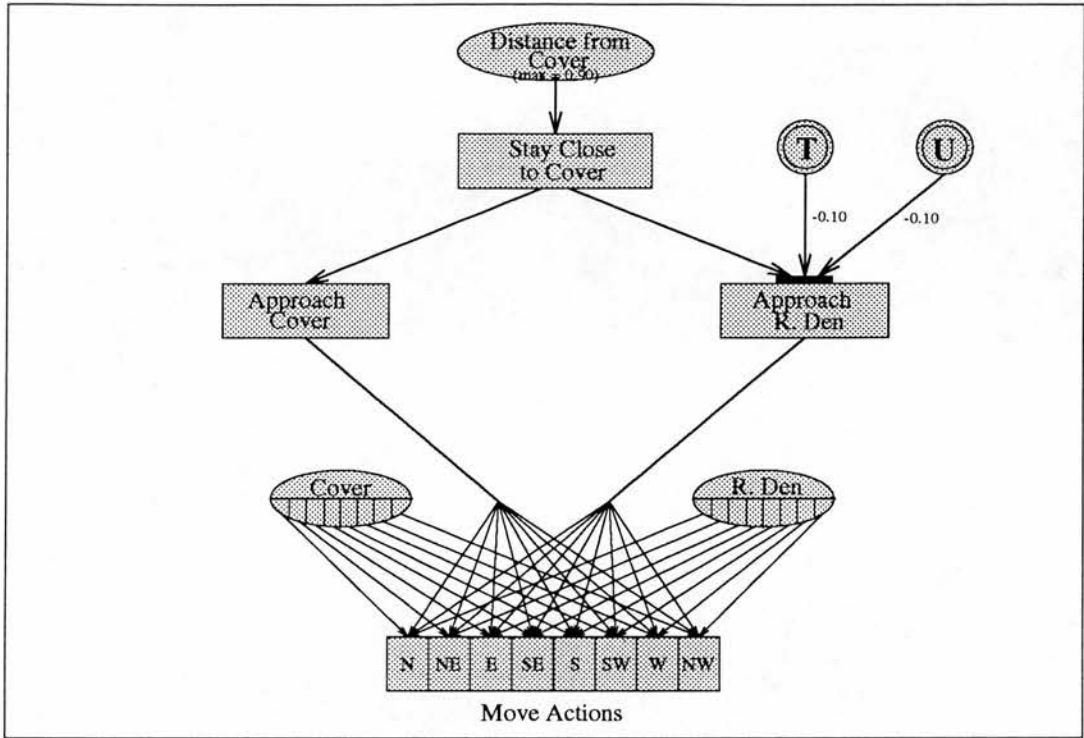 Distance from
Cover
(max = 0.90)
Stay Close
to Cover
T
U
-0.10
-0.10
Approach
Cover
Approach
R. Den
Cover
R. Den
N NE E SE S SW W NW
Move Actions